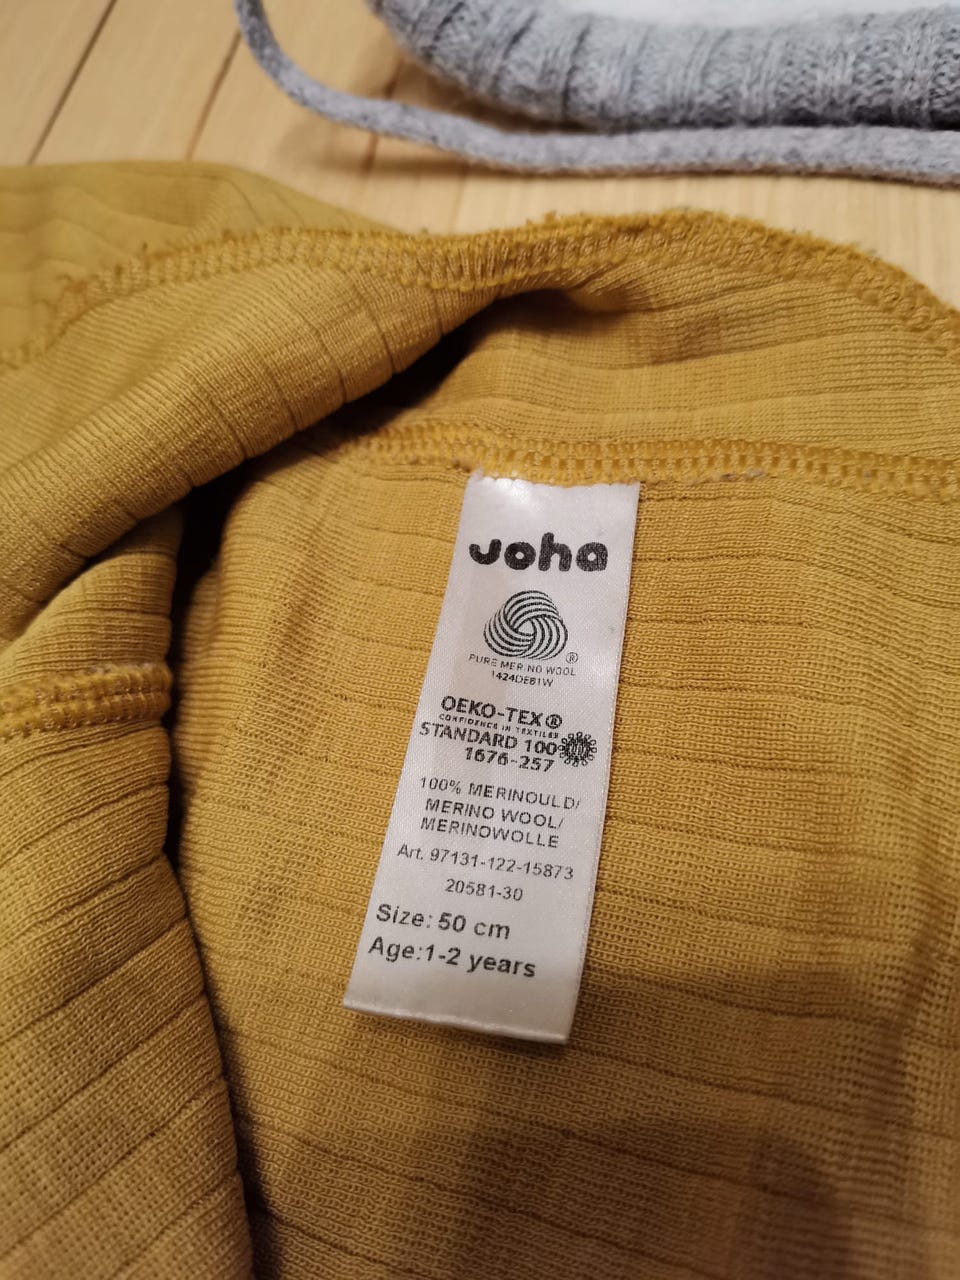 Joha
PURE MERINO WOOL
1424DE81W
OEKO-TEX®
CONFIDENCE IN TEXTILES
STANDARD 100
1676-257
100% MERINOULD/
MERINO WOOL/
MERINOWOLLE
Art. 97131-122-15873
20581-30
Size: 50 cm
Age:1-2 years